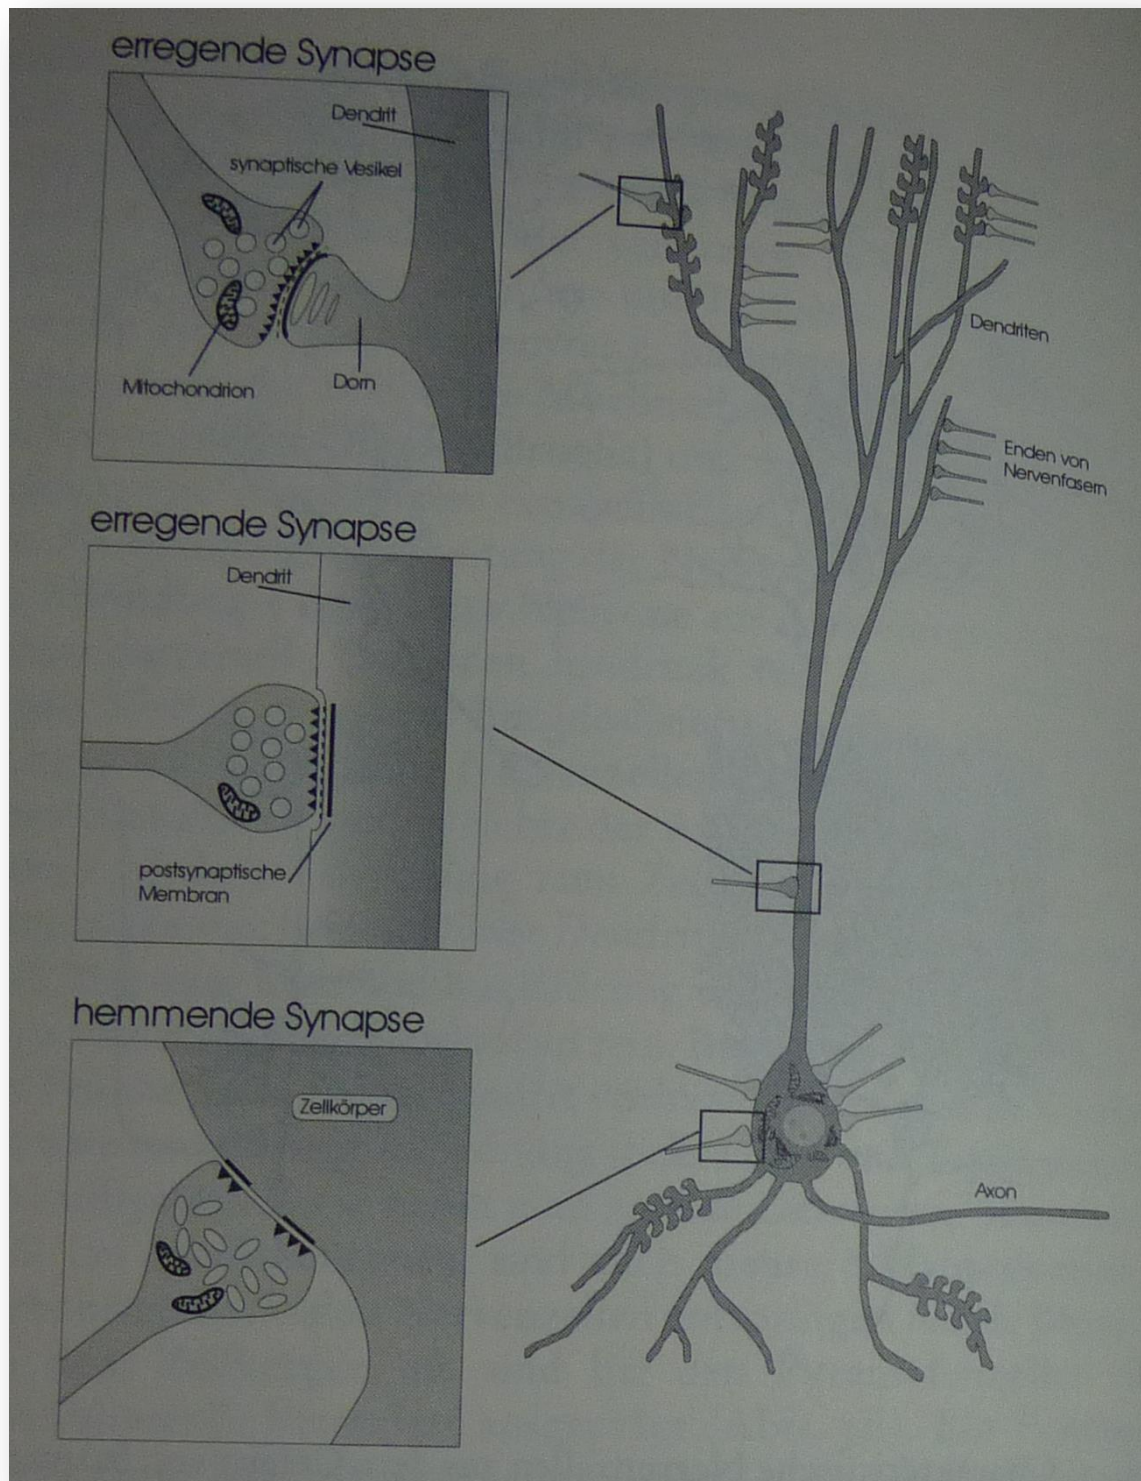 erregende Synapse
Dendrit
synaptische Vesikel
Mitochondrion
Dorn
erregende Synapse
Dendrit
postsynaptische
Membran
hemmende Synapse
Zellkörper
Dendriten
Enden von
Nervenfasern
Axon